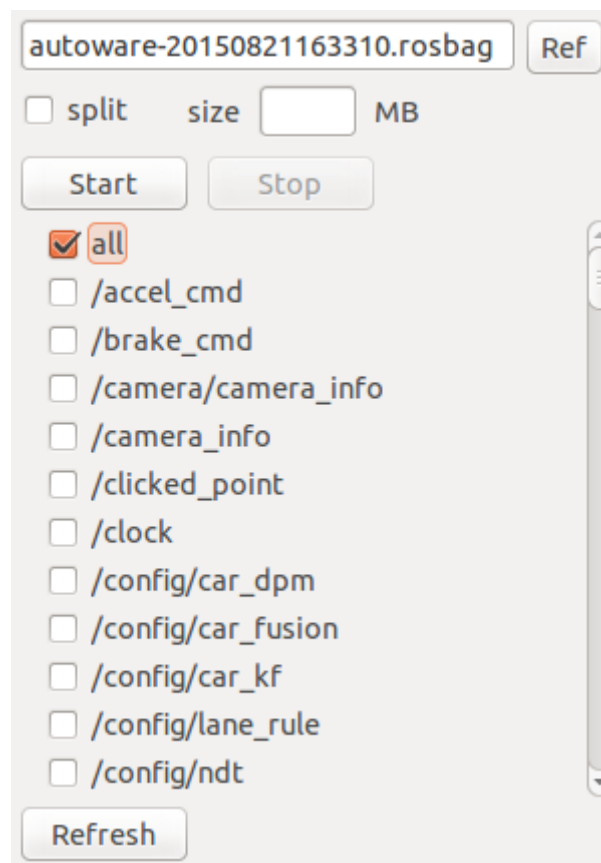 autoware-20150821163310.rosbag Ref
split size MB
Start Stop
all
/accel_cmd
/brake_cmd
/camera/camera_info
/camera_info
/clicked_point
/clock
/config/car_dpm
/config/car_fusion
/config/car_kf
/config/lane_rule
/config/ndt
Refresh